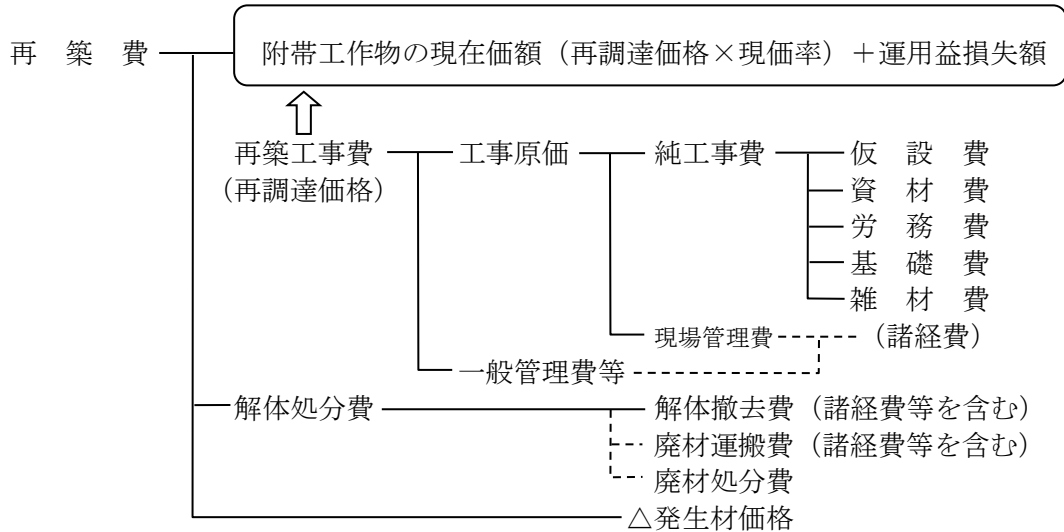 再　築　費
附帯工作物の現在価額（再調達価格×現価率）＋運用益損失額
再築工事費　工事原価　純工事費　仮　設　費
（再調達価格）　資　材　費
労　務　費
基　礎　費
雑　材　費
現場管理費　（諸経費）
一般管理費等
解体処分費　解体撤去費（諸経費等を含む）
廃材運搬費（諸経費等を含む）
廃材処分費
△発生材価格